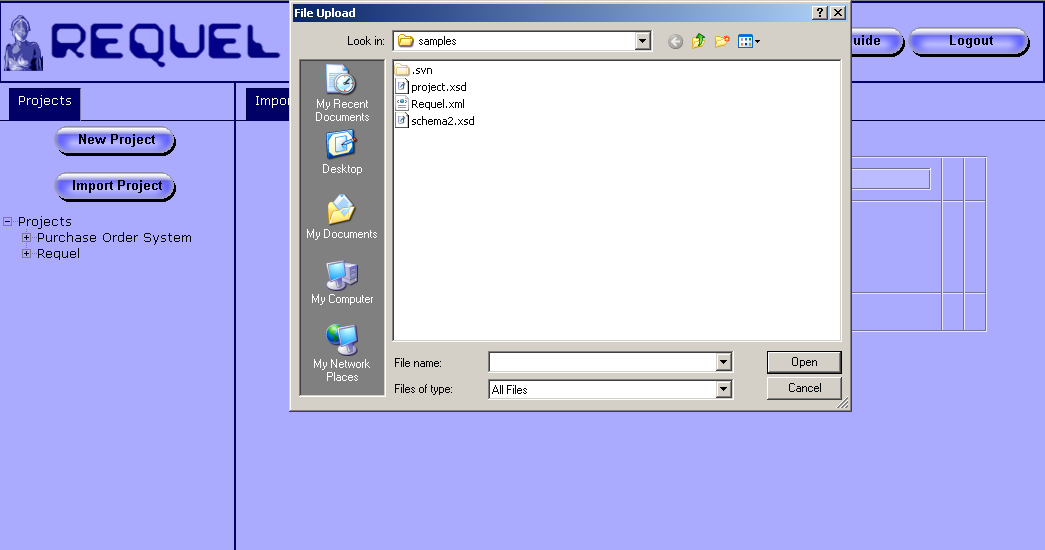 REQUEL
uide
Logout
Projects
Impor
New Project
Import Project
Projects
Purchase Order System
Requel
File Upload
Look in:
samples
My Recent
Documents
Desktop
My Documents
My Computer
My Network
Places
.svn
project.xsd
Requel.xml
schema2.xsd
File name:
Open
Files of type:
All Files
Cancel